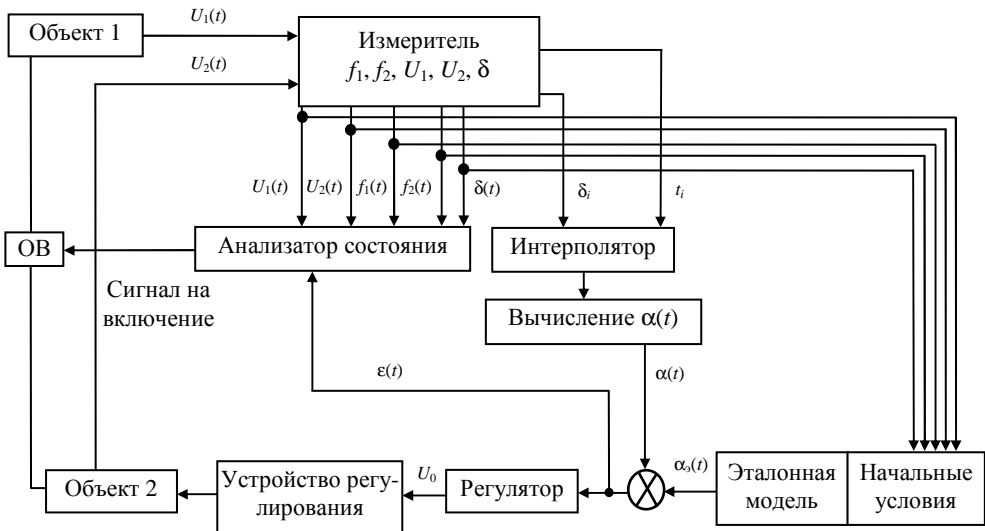 U₁(t)
Объект 1
Измеритель
f₁, f₂, U₁, U₂, δ
U₂(t)
U₁(t) U₂(t) f₁(t) f₂(t) δ(t) δᵢ tᵢ
ОВ
Анализатор состояния
Интерполятор
Сигнал на
включение
Вычисление α(t)
ε(t)
α(t)
Объект 2
Устройство регу-
лирования
U₀
Регулятор
αэ(t)
Эталонная
модель
Начальные
условия